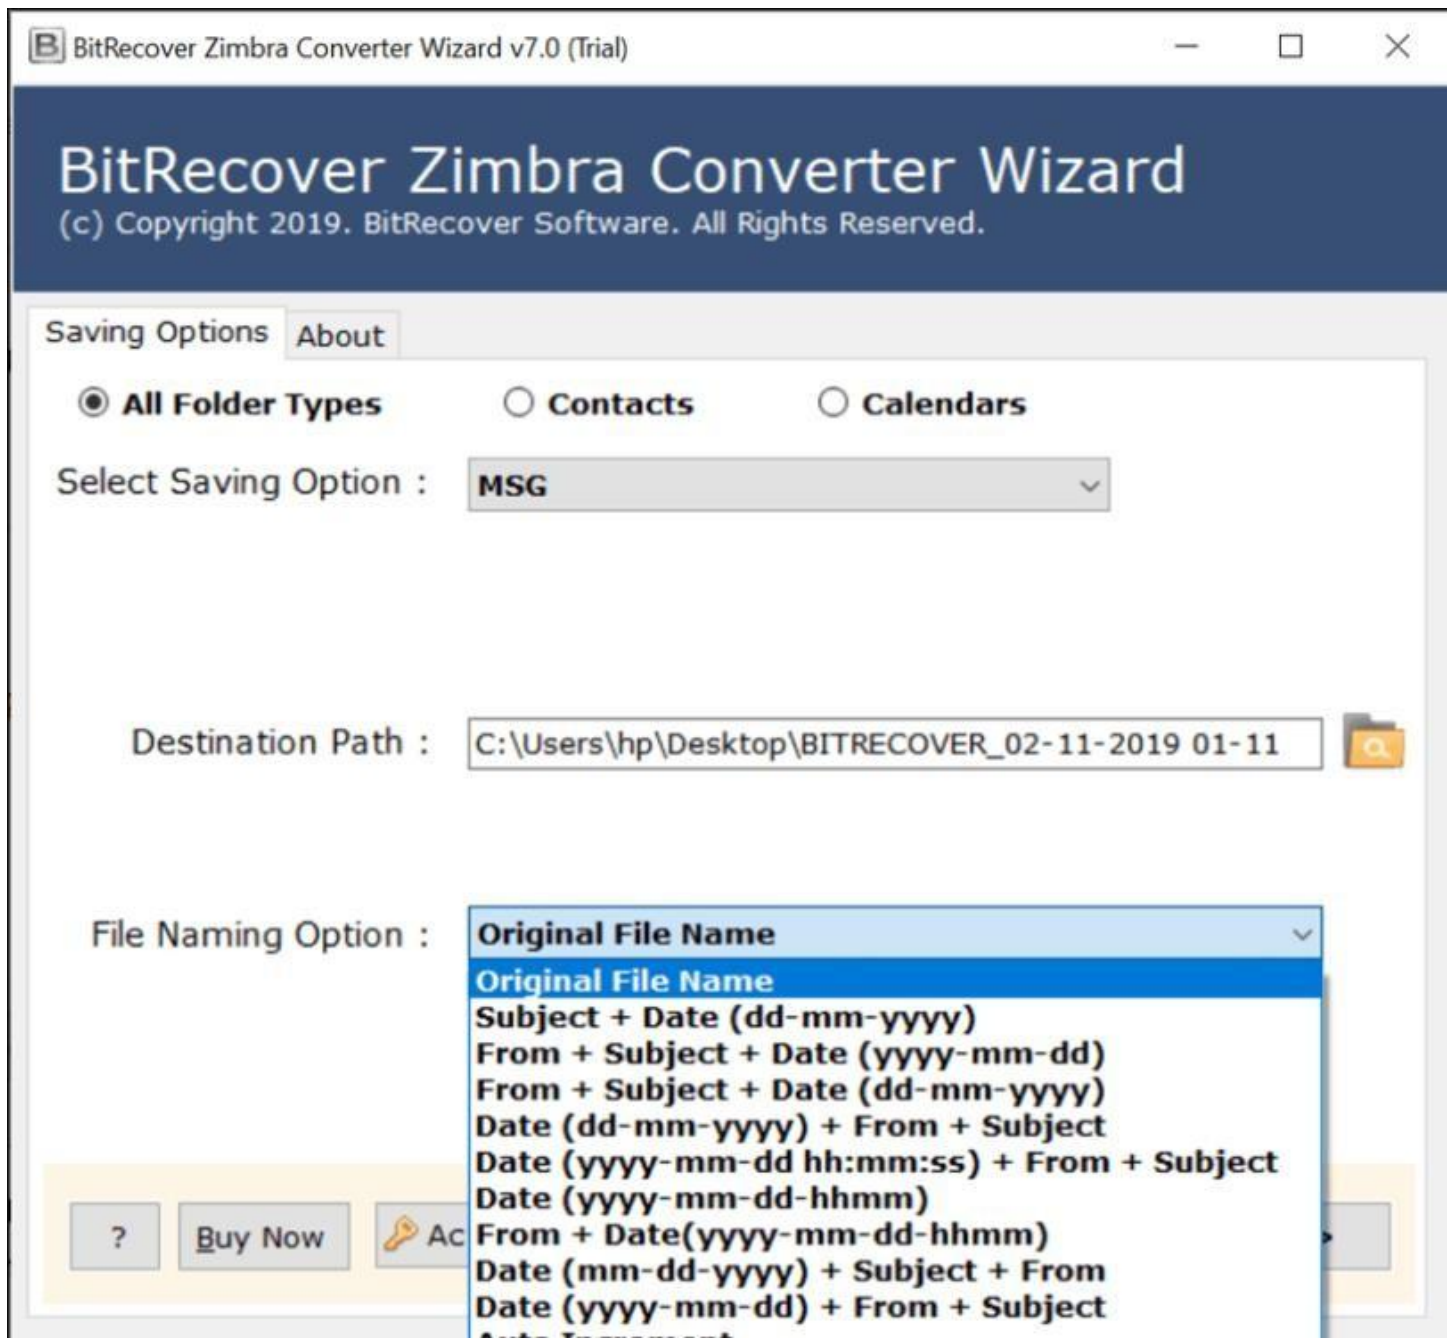 BitRecover Zimbra Converter Wizard v7.0 (Trial)
BitRecover Zimbra Converter Wizard
(c) Copyright 2019. BitRecover Software. All Rights Reserved.
Saving Options About
All Folder Types Contacts Calendars
Select Saving Option : MSG
Destination Path : C:\Users\hp\Desktop\BITRECOVER_02-11-2019 01-11
File Naming Option : Original File Name
Original File Name
Subject + Date (dd-mm-yyyy)
From + Subject + Date (yyyy-mm-dd)
From + Subject + Date (dd-mm-yyyy)
Date (dd-mm-yyyy) + From + Subject
Date (yyyy-mm-dd hh:mm:ss) + From + Subject
Date (yyyy-mm-dd-hhmm)
From + Date(yyyy-mm-dd-hhmm)
Date (mm-dd-yyyy) + Subject + From
Date (yyyy-mm-dd) + From + Subject
Auto Increment
? Buy Now Ac